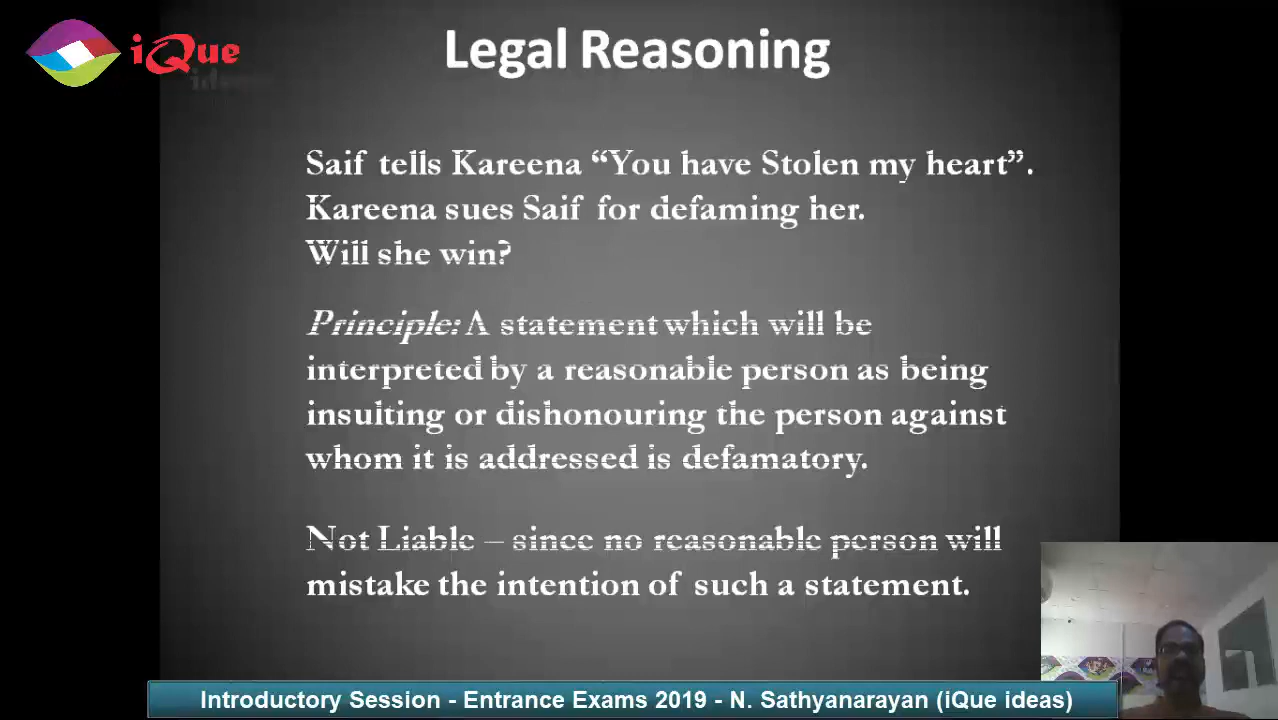 iQue
Legal Reasoning
Saif tells Kareena “You have Stolen my heart”.
Kareena sues Saif for defaming her.
Will she win?
Principle: A statement which will be
interpreted by a reasonable person as being
insulting or dishonouring the person against
whom it is addressed is defamatory.
Not Liable – since no reasonable person will
mistake the intention of such a statement.
Introductory Session - Entrance Exams 2019 - N. Sathyanarayan (iQue ideas)